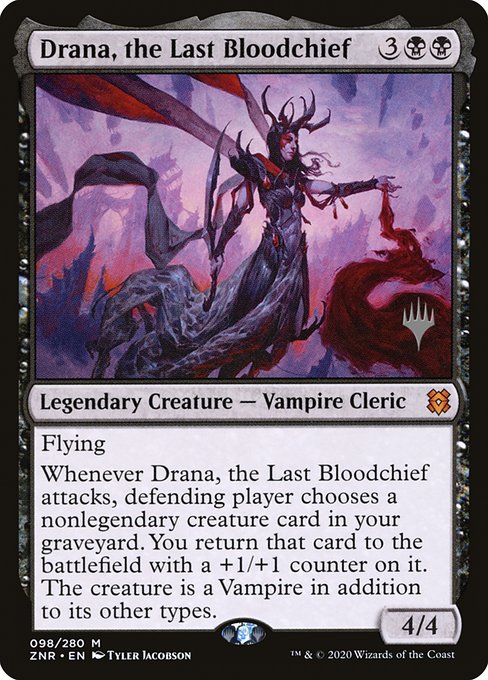 Drana, the Last Bloodchief 3
Legendary Creature — Vampire Cleric
Flying
Whenever Drana, the Last Bloodchief
attacks, defending player chooses a
nonlegendary creature card in your
graveyard. You return that card to the
battlefield with a +1/+1 counter on it.
The creature is a Vampire in addition
to its other types.
4/4
098/280 M
ZNR • EN Tyler Jacobson
™ & © 2020 Wizards of the Coast